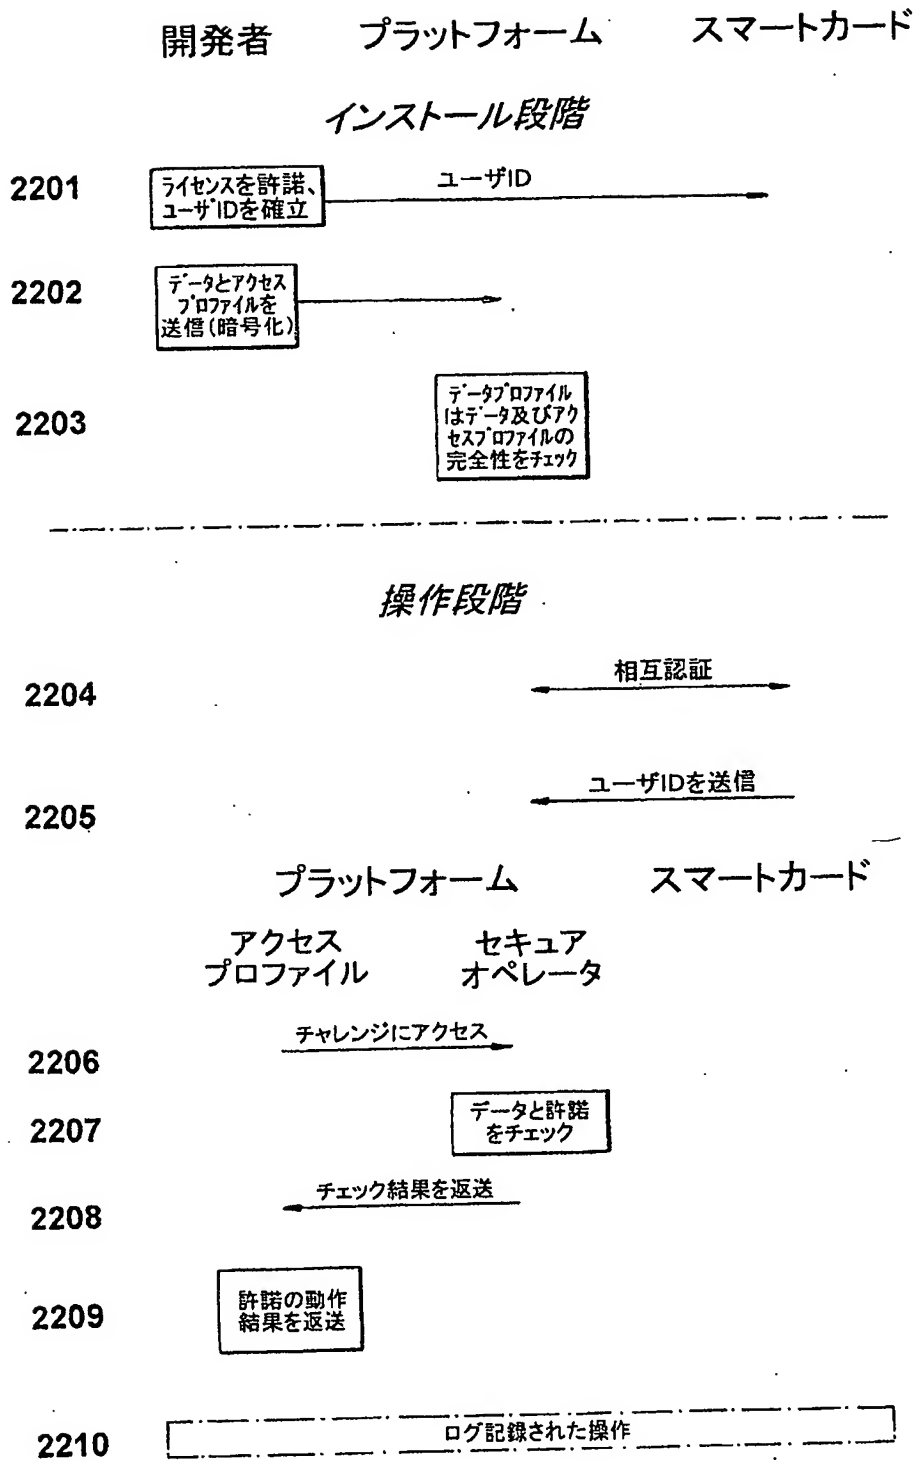 開発者 プラットフォーム スマートカード
インストール段階
2201 ライセンスを許諾、 ユーザID
ユーザIDを確立
2202 データとアクセス
プロファイルを
送信(暗号化)
2203 データプロファイル
はデータ及びアク
セスプロファイルの
完全性をチェック
操作段階
2204 相互認証
2205 ユーザIDを送信
プラットフォーム スマートカード
アクセス セキュア
プロファイル オペレータ
2206 チャレンジにアクセス
2207 データと許諾
をチェック
2208 チェック結果を返送
2209 許諾の動作
結果を返送
2210 ログ記録された操作